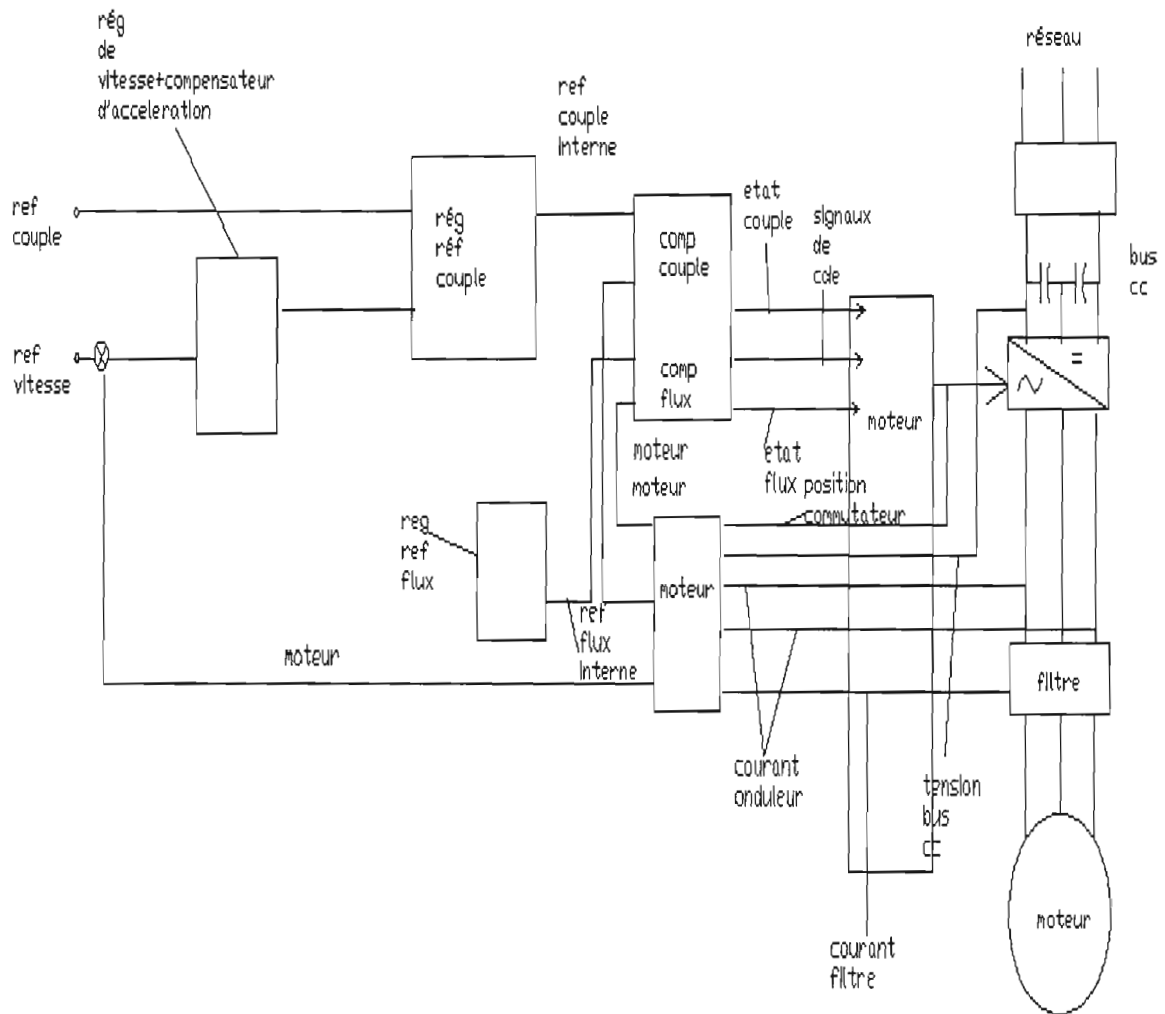 rég
de
vitesse+compensateur
d'acceleration
réseau
ref
couple
interne
ref
couple
rég
réf
couple
comp
couple
etat
couple
signaux
de
cde
bus
cc
ref
vitesse
comp
flux
=
moteur
moteur
moteur
etat
flux
position
commutateur
reg
ref
flux
moteur
ref
flux
interne
moteur
filtre
courant
onduleur
tension
bus
cc
moteur
courant
filtre